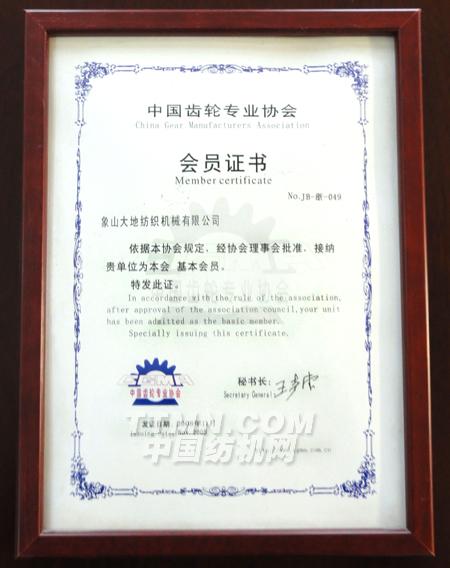 中国齿轮专业协会
China Gear Manufacturers Association
会员证书
Member certificate
No.JB-浙-049
象山大地纺织机械有限公司
依据本协会规定、经协会理事会批准、接纳
贵单位为本会 基本会员。
特发此证。
In accordance with the rule of the association,
after approval of the association council,your unit
has been admitted as the basic member.
Specially issuing this certificate.
中国齿轮专业协会
秘书长:
Secretary General:
发证日期:
TTMN.COM
中国纺机网